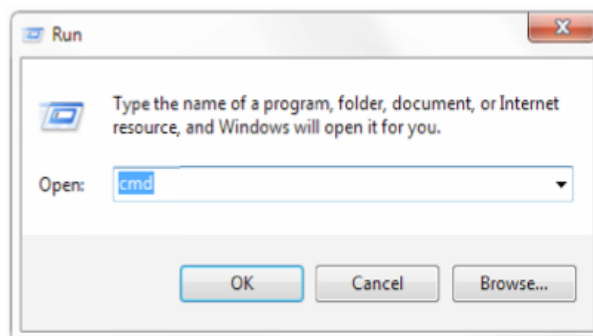 Run
Type the name of a program, folder, document, or Internet
resource, and Windows will open it for you.
Open: cmd
OK Cancel Browse...